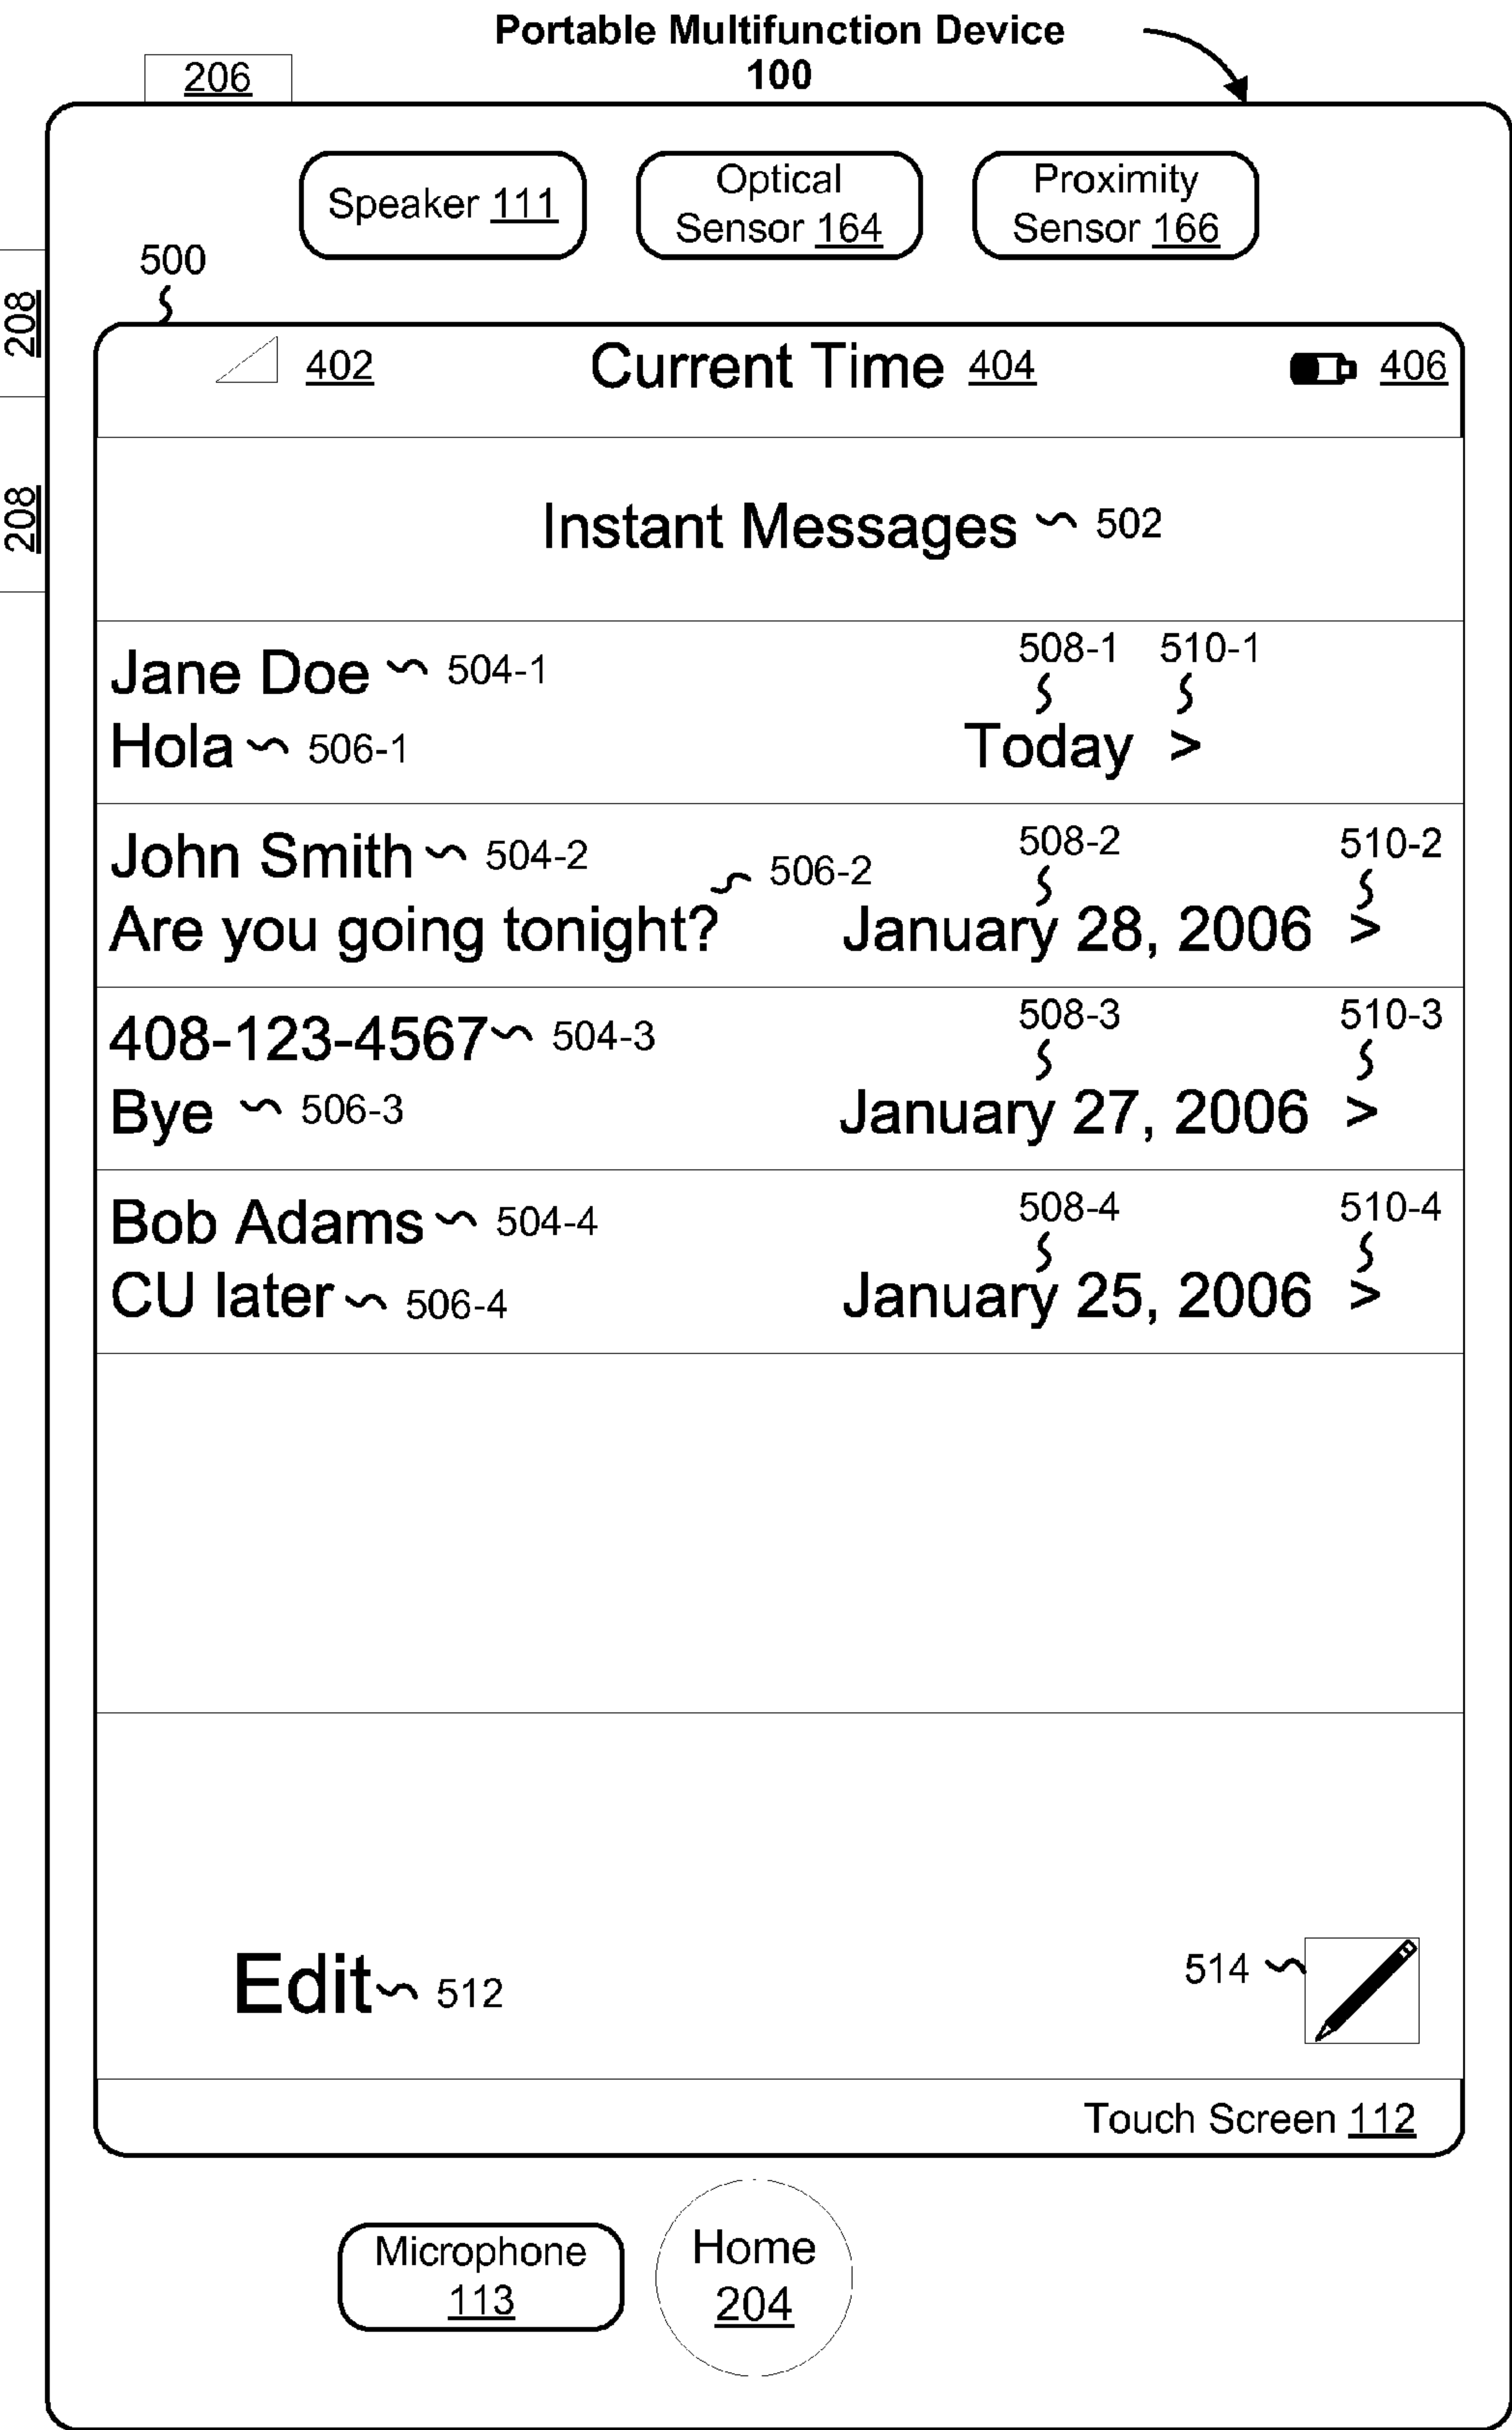 Portable Multifunction Device
100
206
Speaker 111
Optical
Sensor 164
Proximity
Sensor 166
500
208
208
402
Current Time 404
406
Instant Messages 502
508-1 510-1
Jane Doe 504-1
Hola 506-1
Today >
508-2 510-2
John Smith 504-2
506-2
Are you going tonight? January 28, 2006 >
508-3 510-3
408-123-4567 504-3
Bye 506-3
January 27, 2006 >
508-4 510-4
Bob Adams 504-4
CU later 506-4
January 25, 2006 >
Edit 512
514
Touch Screen 112
Microphone
113
Home
204